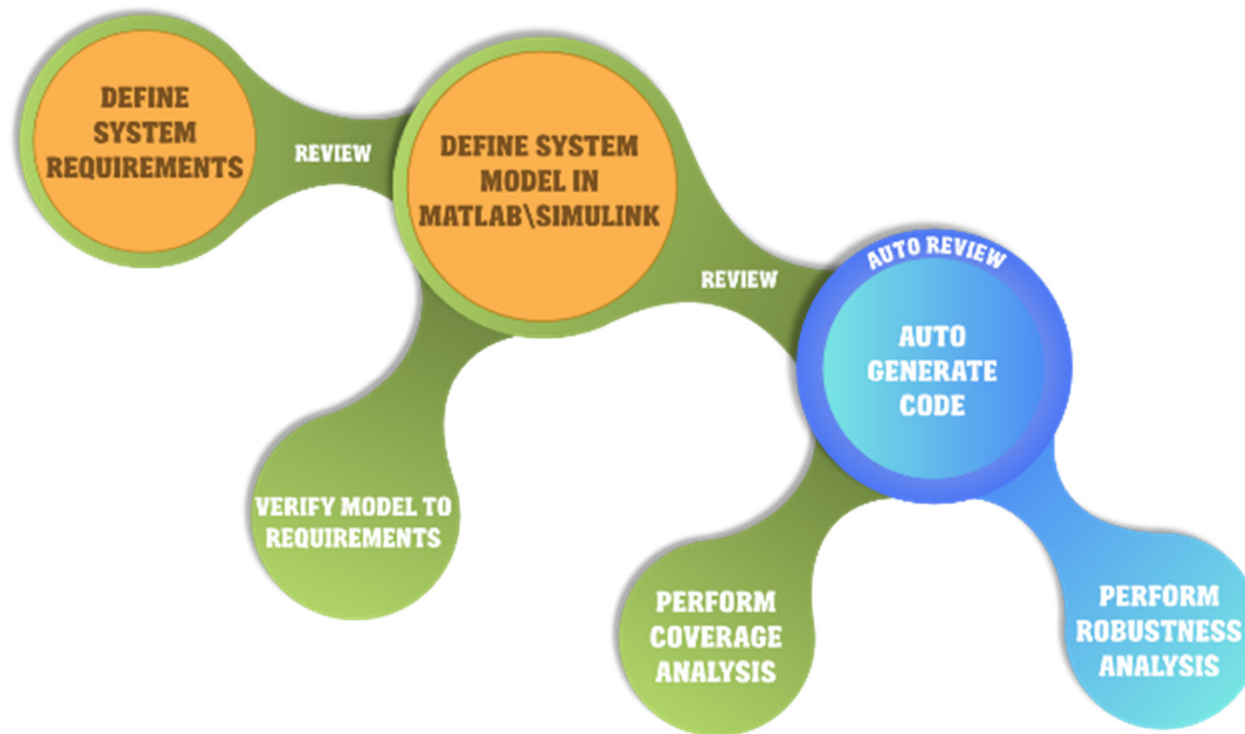 DEFINE
SYSTEM
REQUIREMENTS
REVIEW
DEFINE SYSTEM
MODEL IN
MATLAB\SIMULINK
REVIEW
AUTO REVIEW
AUTO
GENERATE
CODE
VERIFY MODEL TO
REQUIREMENTS
PERFORM
COVERAGE
ANALYSIS
PERFORM
ROBUSTNESS
ANALYSIS